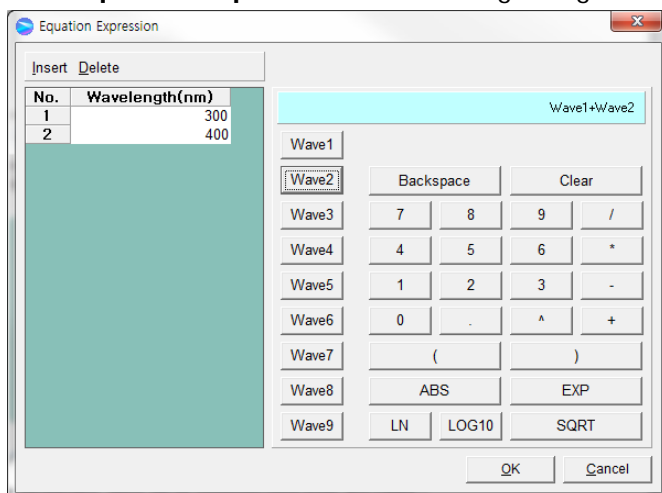 Equation Expression
X
Insert Delete
No. Wavelength(nm)
1 300
2 400
Wave1+Wave2
Wave1
Wave2 Backspace Clear
Wave3 7 8 9 /
Wave4 4 5 6 *
Wave5 1 2 3 -
Wave6 0 . ^ +
Wave7 ( )
Wave8 ABS EXP
Wave9 LN LOG10 SQRT
OK Cancel